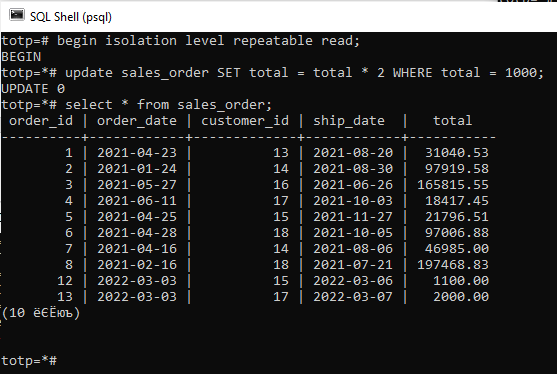 SQL Shell (psql)
totp=# begin isolation level repeatable read;
BEGIN
totp=*# update sales_order SET total = total * 2 WHERE total = 1000;
UPDATE 0
totp=*# select * from sales_order;
order_id | order_date | customer_id | ship_date | total
----------+------------+-------------+------------+-----------
1 | 2021-04-23 | 13 | 2021-08-20 | 31040.53
2 | 2021-01-24 | 14 | 2021-08-30 | 97919.58
3 | 2021-05-27 | 16 | 2021-06-26 | 165815.55
4 | 2021-06-11 | 17 | 2021-10-03 | 18417.45
5 | 2021-04-25 | 15 | 2021-11-27 | 21796.51
6 | 2021-04-28 | 18 | 2021-10-05 | 97006.88
7 | 2021-04-16 | 14 | 2021-08-06 | 46985.00
8 | 2021-02-16 | 18 | 2021-07-21 | 197468.83
12 | 2022-03-03 | 15 | 2022-03-06 | 1100.00
13 | 2022-03-03 | 17 | 2022-03-07 | 2000.00
(10 ёЄЁюъ)
totp=*#